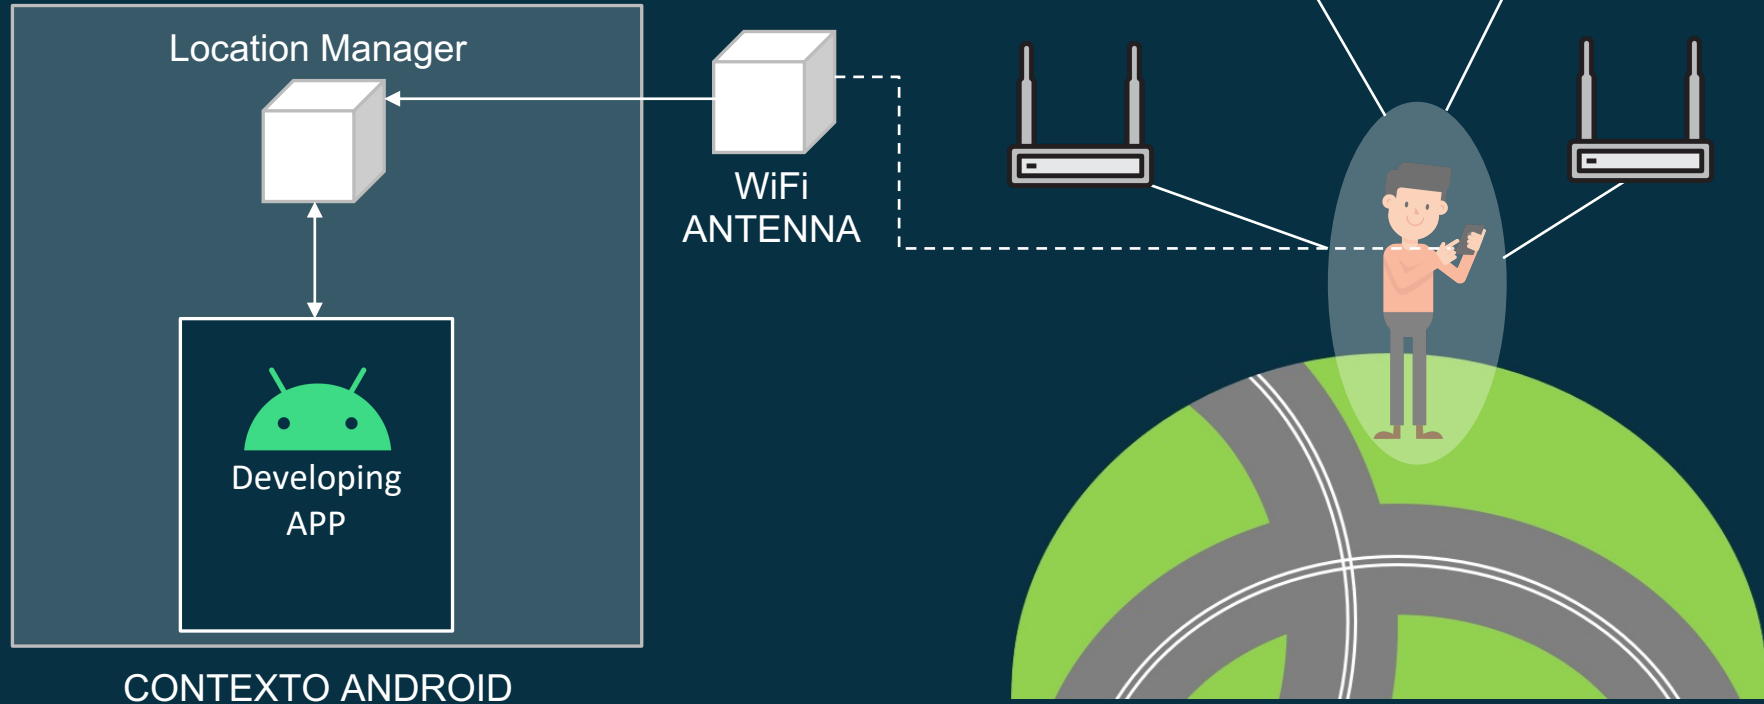 Location Manager
WiFi
ANTENNA
Developing
APP
CONTEXTO ANDROID